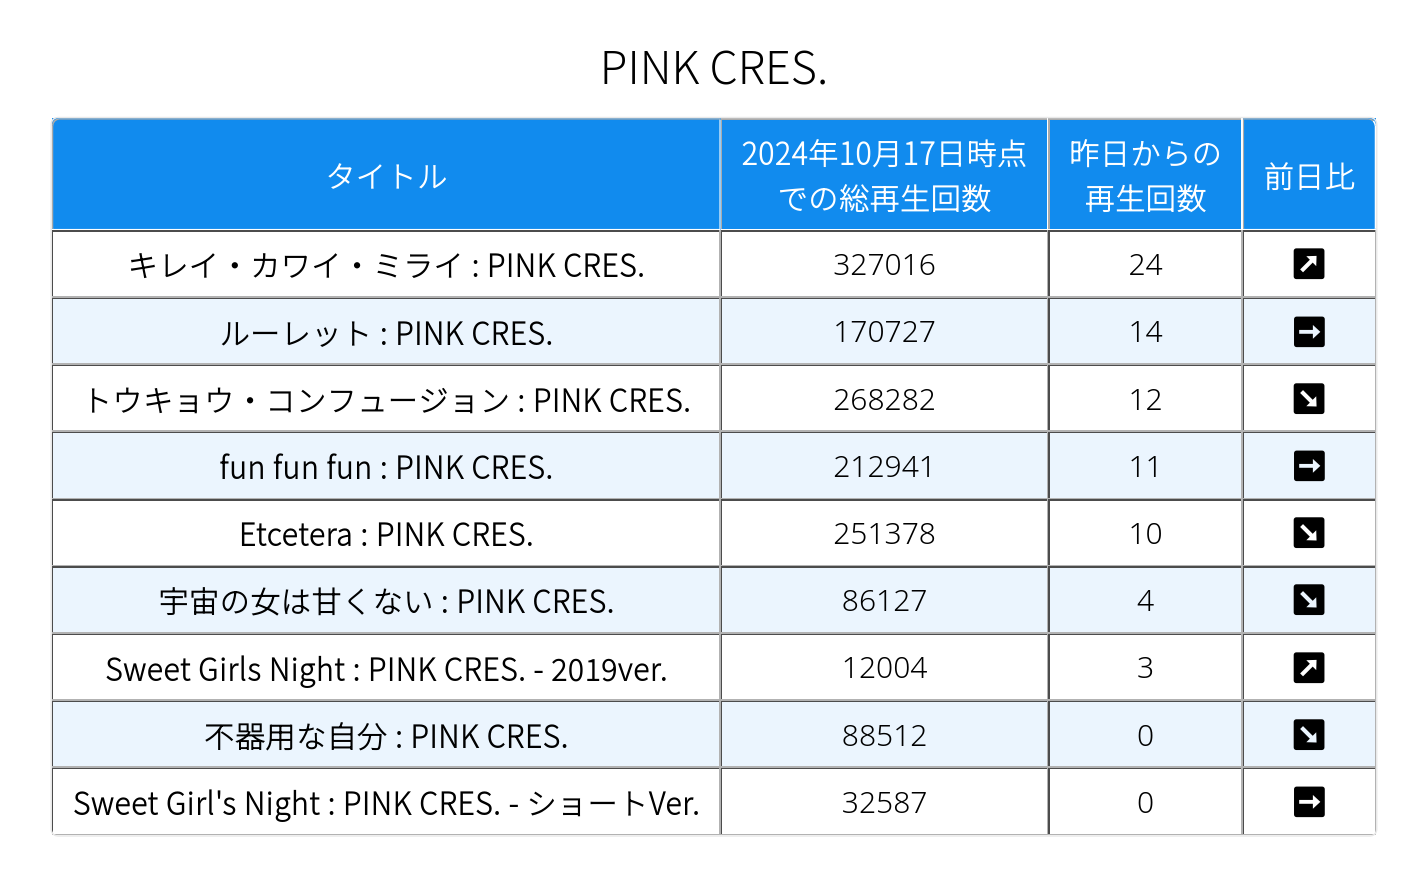 PINK CRES.
タイトル
2024年10月17日時点
での総再生回数
昨日からの
再生回数
前日比
キレイ・カワイ・ミライ : PINK CRES. 327016 24
ルーレット : PINK CRES. 170727 14
トウキョウ・コンフュージョン : PINK CRES. 268282 12
fun fun fun : PINK CRES. 212941 11
Etcetera : PINK CRES. 251378 10
宇宙の女は甘くない : PINK CRES. 86127 4
Sweet Girls Night : PINK CRES. - 2019ver. 12004 3
不器用な自分 : PINK CRES. 88512 0
Sweet Girl's Night : PINK CRES. - ショートVer. 32587 0